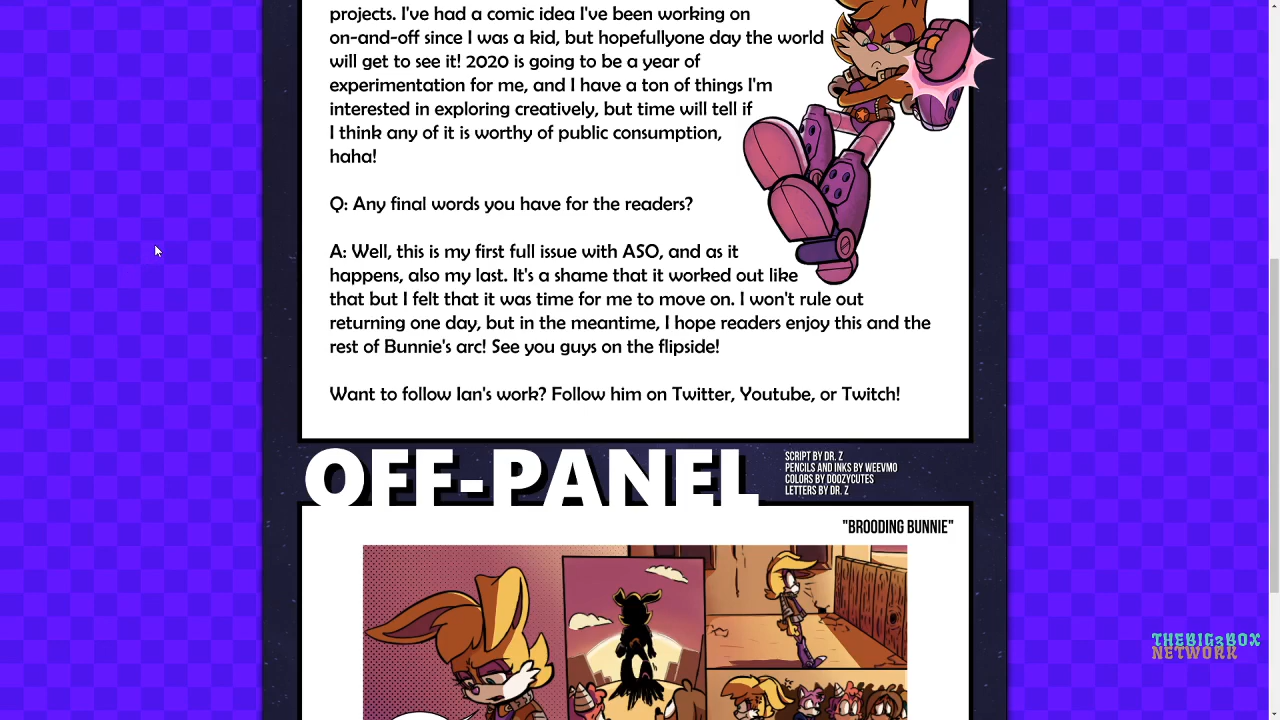 projects. I've had a comic idea I've been working on
on-and-off since I was a kid, but hopefullyone day the world
will get to see it! 2020 is going to be a year of
experimentation for me, and I have a ton of things I'm
interested in exploring creatively, but time will tell if
I think any of it is worthy of public consumption,
haha!
Q: Any final words you have for the readers?
A: Well, this is my first full issue with ASO, and as it
happens, also my last. It's a shame that it worked out like
that but I felt that it was time for me to move on. I won't rule out
returning one day, but in the meantime, I hope readers enjoy this and the
rest of Bunnie's arc! See you guys on the flipside!
Want to follow Ian's work? Follow him on Twitter, Youtube, or Twitch!
OFF-PANEL
SCRIPT BY DR. Z
PENCILS AND INKS BY WEEVMO
COLORS BY DOOZYCUTES
LETTERS BY DR. Z
"BROODING BUNNIE"
THEBIG3BOX
NETWORK